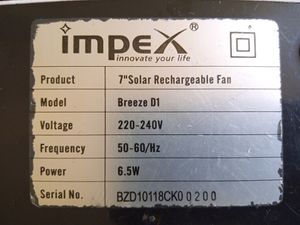 impex
innovate your life
Product 7"Solar Rechargeable Fan
Model Breeze D1
Voltage 220-240V
Frequency 50-60/Hz
Power 6.5W
Serial No. BZD10118CK00200